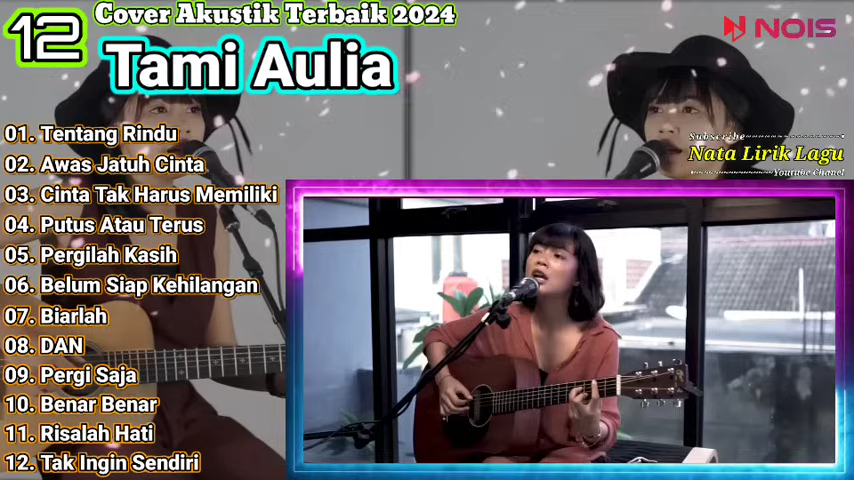 12
Cover Akustik Terbaik 2024
Tami Aulia
NOIS
Subscribe
Nata Lirik Lagu
Youtube Chanel
01. Tentang Rindu
02. Awas Jatuh Cinta
03. Cinta Tak Harus Memiliki
04. Putus Atau Terus
05. Pergilah Kasih
06. Belum Siap Kehilangan
07. Biarlah
08. DAN
09. Pergi Saja
10. Benar Benar
11. Risalah Hati
12. Tak Ingin Sendiri